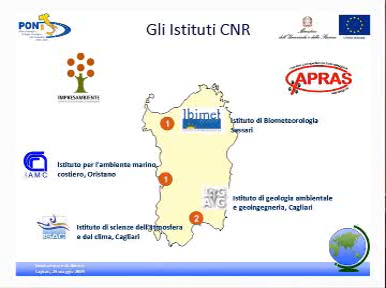 PON
Gli Istituti CNR
IMPRESAMBIENTE
APRAS
1
Ibimet
Istituto di Biometeorologia
Sassari
IAMC
Istituto per l'ambiente marino
costiero, Oristano
1
IGAG
Istituto di geologia ambientale
e geoingegneria, Cagliari
2
ISAC
Istituto di scienze dell'atmosfera
e del clima, Cagliari